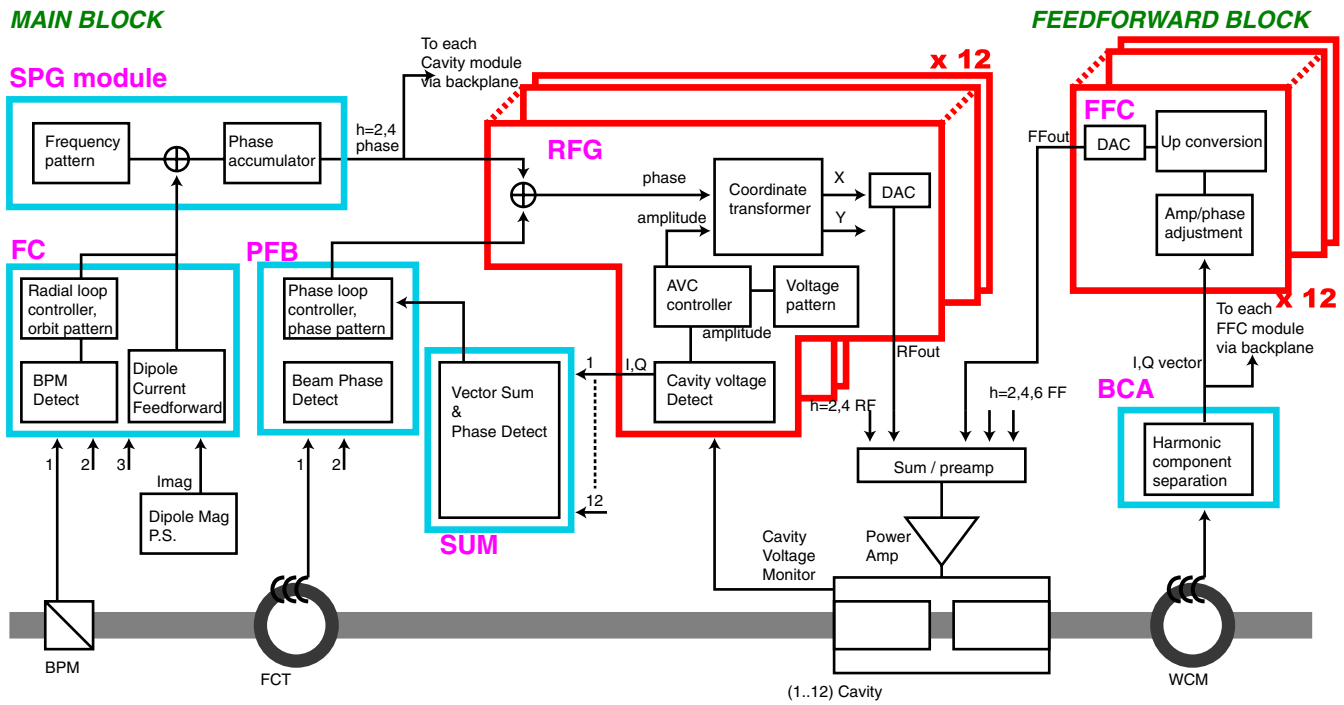 MAIN BLOCK
FEEDFORWARD BLOCK
To each
Cavity module
via backplane
SPG module
Frequency
pattern
Phase
accumulator
h=2,4
phase
x 12
RFG
phase
amplitude
Coordinate
transformer
X
Y
DAC
AVC
controller
Voltage
pattern
amplitude
I,Q
Cavity voltage
Detect
RFout
FFC
FFout
DAC
Up conversion
Amp/phase
adjustment
x 12
To each
FFC module
via backplane
I,Q vector
BCA
Harmonic
component
separation
FC
Radial loop
controller,
orbit pattern
BPM
Detect
Dipole
Current
Feedforward
1
2
3
Imag
Dipole Mag
P.S.
PFB
Phase loop
controller,
phase pattern
Beam Phase
Detect
1
2
Vector Sum
&
Phase Detect
1
12
SUM
h=2,4 RF
h=2,4,6 FF
Sum / preamp
Power
Amp
Cavity
Voltage
Monitor
BPM
FCT
(1..12) Cavity
WCM